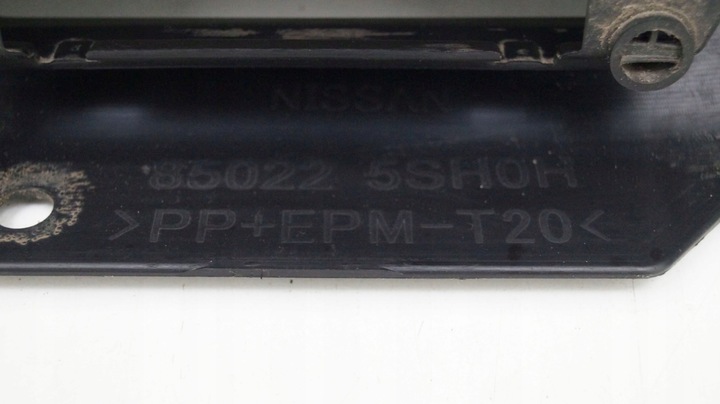 NISSAN
85022 5SH0H
>PP+EPM-T20<